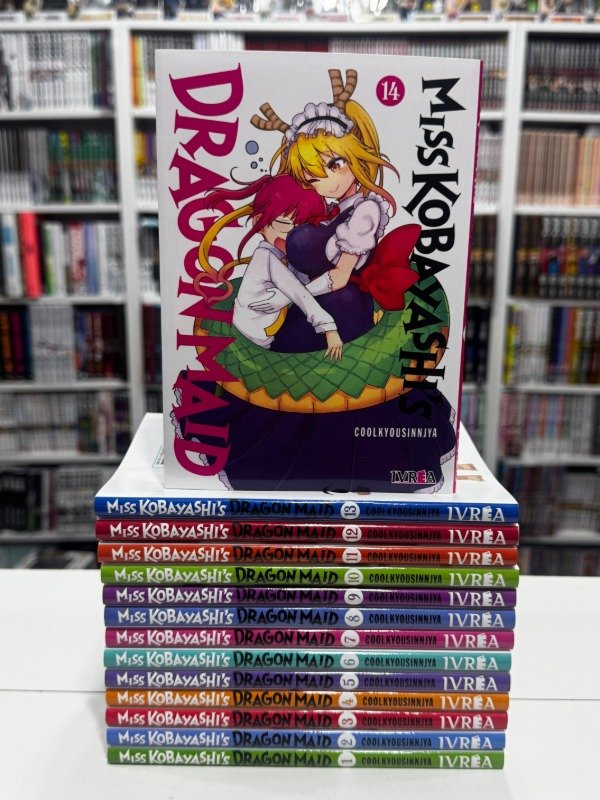 14
MISS KOBAYASHI'S
DRAGON MAID
COOLKYOUSINNJYA
IVREA
MISS KOBAYASHI'S DRAGON MAID 13 COOLKYOUSINNJYA IVREA
MISS KOBAYASHI'S DRAGON MAID 12 COOLKYOUSINNJYA IVREA
MISS KOBAYASHI'S DRAGON MAID 11 COOLKYOUSINNJYA IVREA
MISS KOBAYASHI'S DRAGON MAID 10 COOLKYOUSINNJYA IVREA
MISS KOBAYASHI'S DRAGON MAID 9 COOLKYOUSINNJYA IVREA
MISS KOBAYASHI'S DRAGON MAID 8 COOLKYOUSINNJYA IVREA
MISS KOBAYASHI'S DRAGON MAID 7 COOLKYOUSINNJYA IVREA
MISS KOBAYASHI'S DRAGON MAID 6 COOLKYOUSINNJYA IVREA
MISS KOBAYASHI'S DRAGON MAID 5 COOLKYOUSINNJYA IVREA
MISS KOBAYASHI'S DRAGON MAID 4 COOLKYOUSINNJYA IVREA
MISS KOBAYASHI'S DRAGON MAID 3 COOLKYOUSINNJYA IVREA
MISS KOBAYASHI'S DRAGON MAID 2 COOLKYOUSINNJYA IVREA
MISS KOBAYASHI'S DRAGON MAID 1 COOLKYOUSINNJYA IVREA